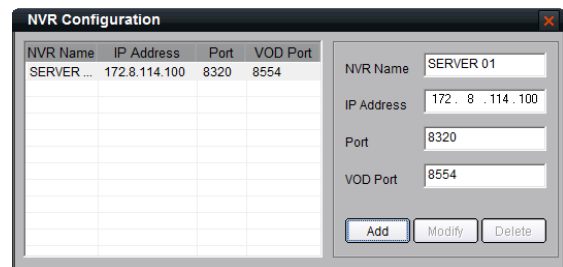 NVR Configuration
NVR Name IP Address Port VOD Port
SERVER ... 172.8.114.100 8320 8554
NVR Name SERVER 01
IP Address 172 . 8 . 114 . 100
Port 8320
VOD Port 8554
Add Modify Delete